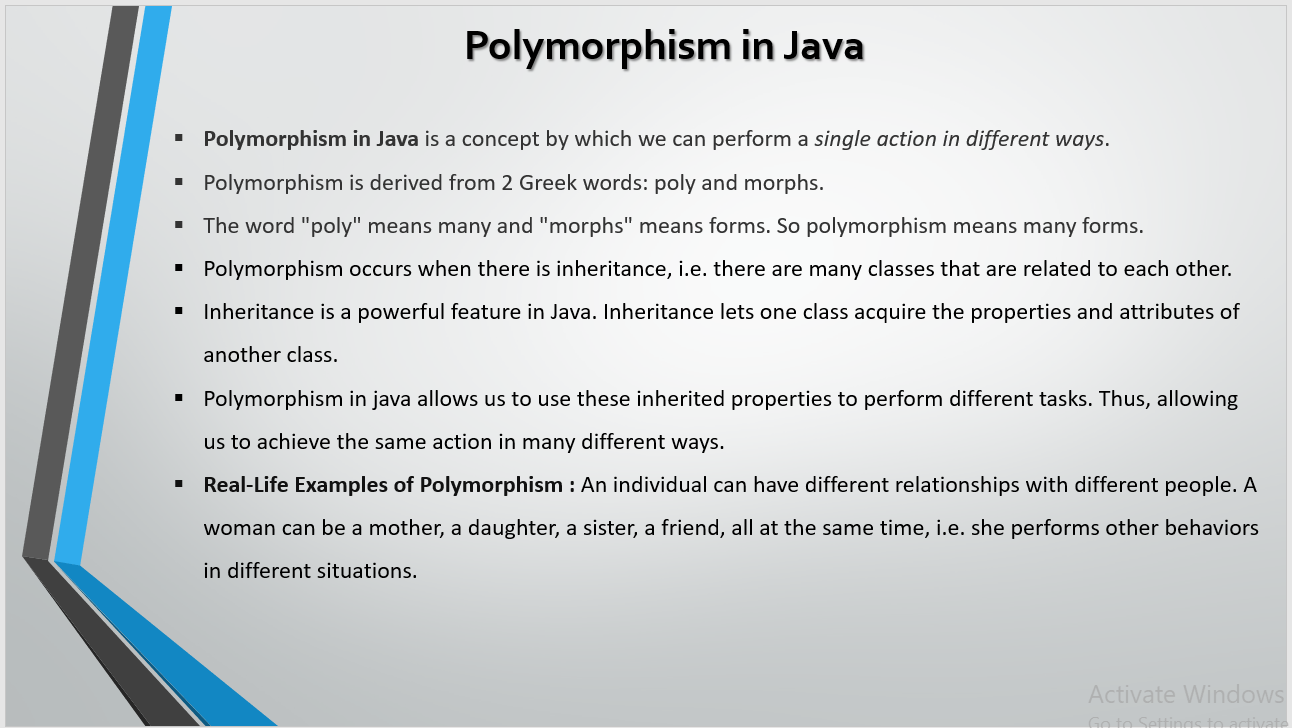 Polymorphism in Java
▪ Polymorphism in Java is a concept by which we can perform a single action in different ways.
▪ Polymorphism is derived from 2 Greek words: poly and morphs.
▪ The word "poly" means many and "morphs" means forms. So polymorphism means many forms.
▪ Polymorphism occurs when there is inheritance, i.e. there are many classes that are related to each other.
▪ Inheritance is a powerful feature in Java. Inheritance lets one class acquire the properties and attributes of
another class.
▪ Polymorphism in java allows us to use these inherited properties to perform different tasks. Thus, allowing
us to achieve the same action in many different ways.
▪ Real-Life Examples of Polymorphism : An individual can have different relationships with different people. A
woman can be a mother, a daughter, a sister, a friend, all at the same time, i.e. she performs other behaviors
in different situations.
Activate Windows
Go to Settings to activate